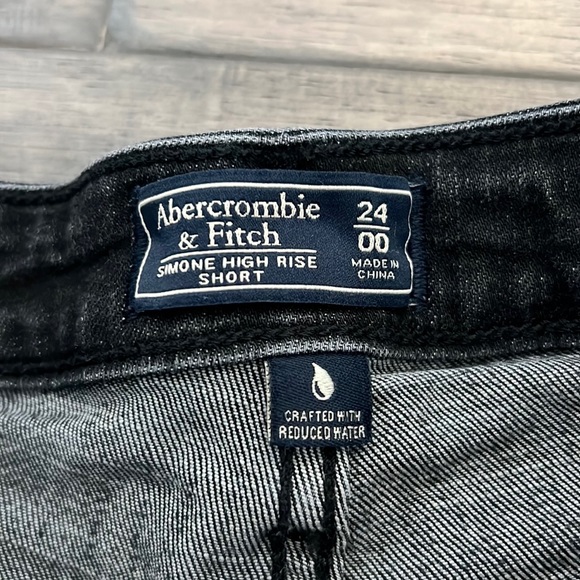 Abercrombie
& Fitch
SIMONE HIGH RISE
SHORT
24
00
MADE IN
CHINA
CRAFTED WITH
REDUCED WATER